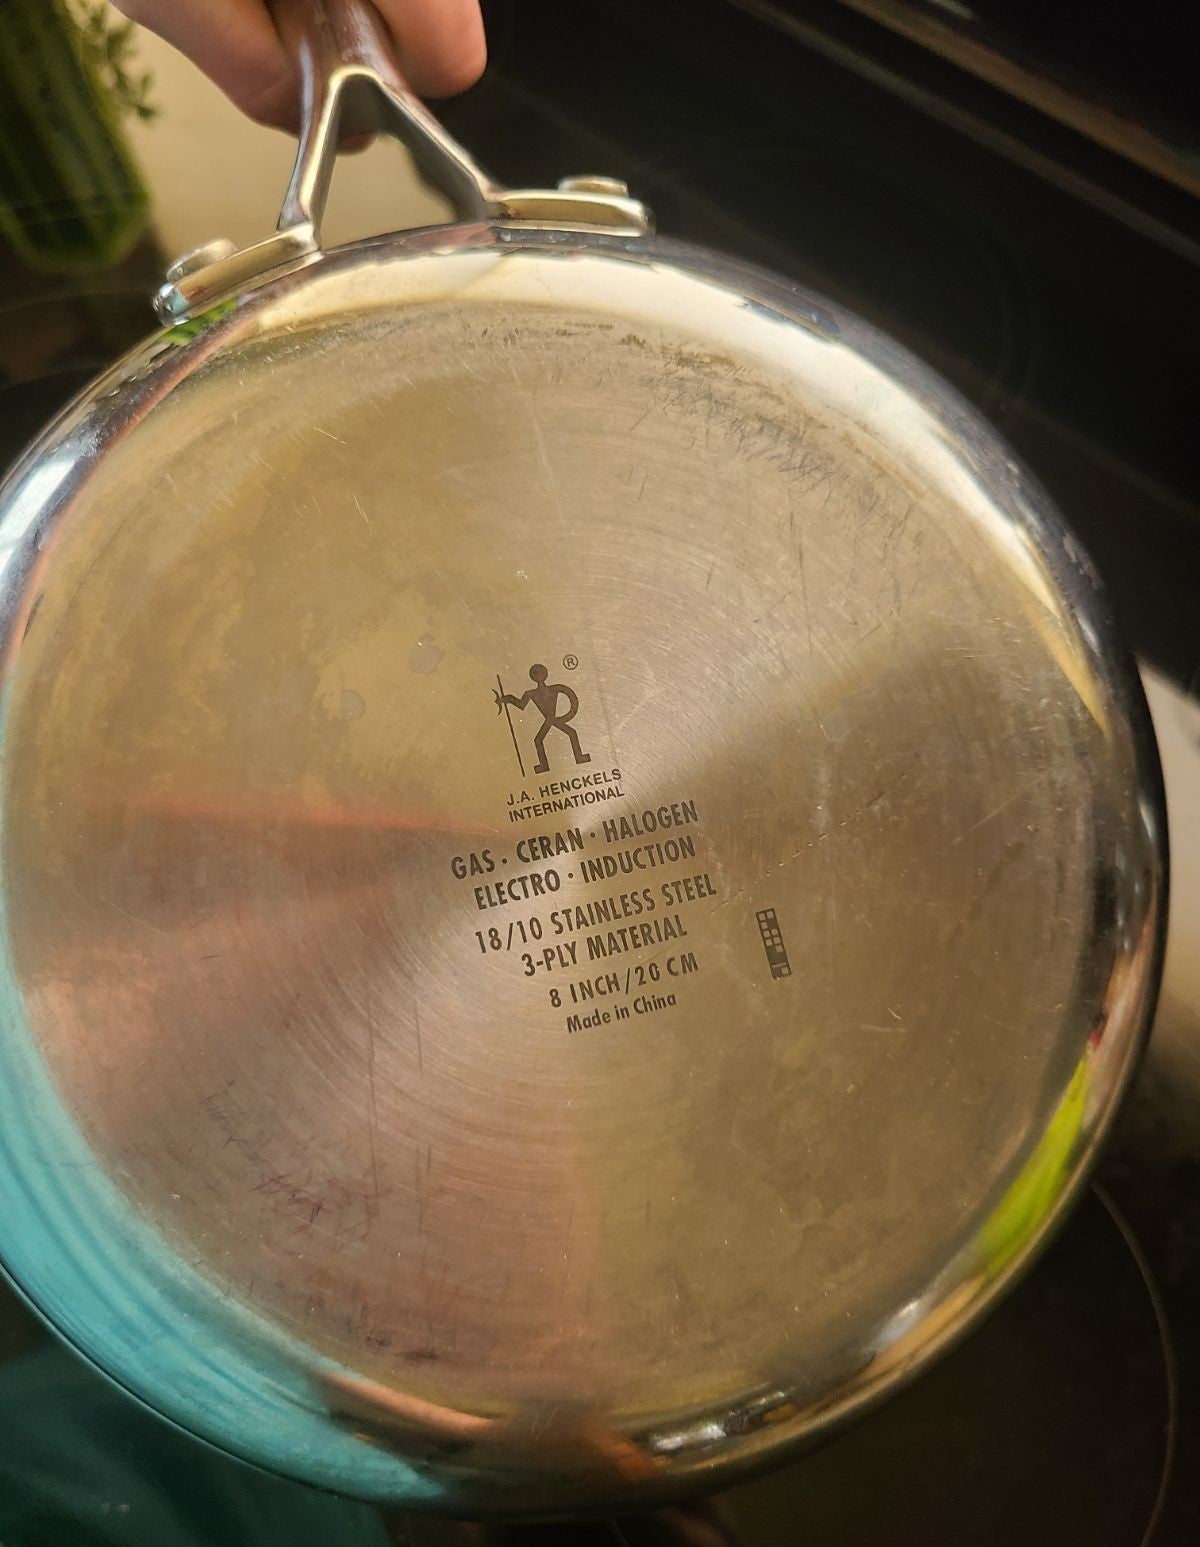 ®
J.A. HENCKELS
INTERNATIONAL
GAS · CERAN · HALOGEN
ELECTRO · INDUCTION
18/10 STAINLESS STEEL
3-PLY MATERIAL
8 INCH/20 CM
Made in China